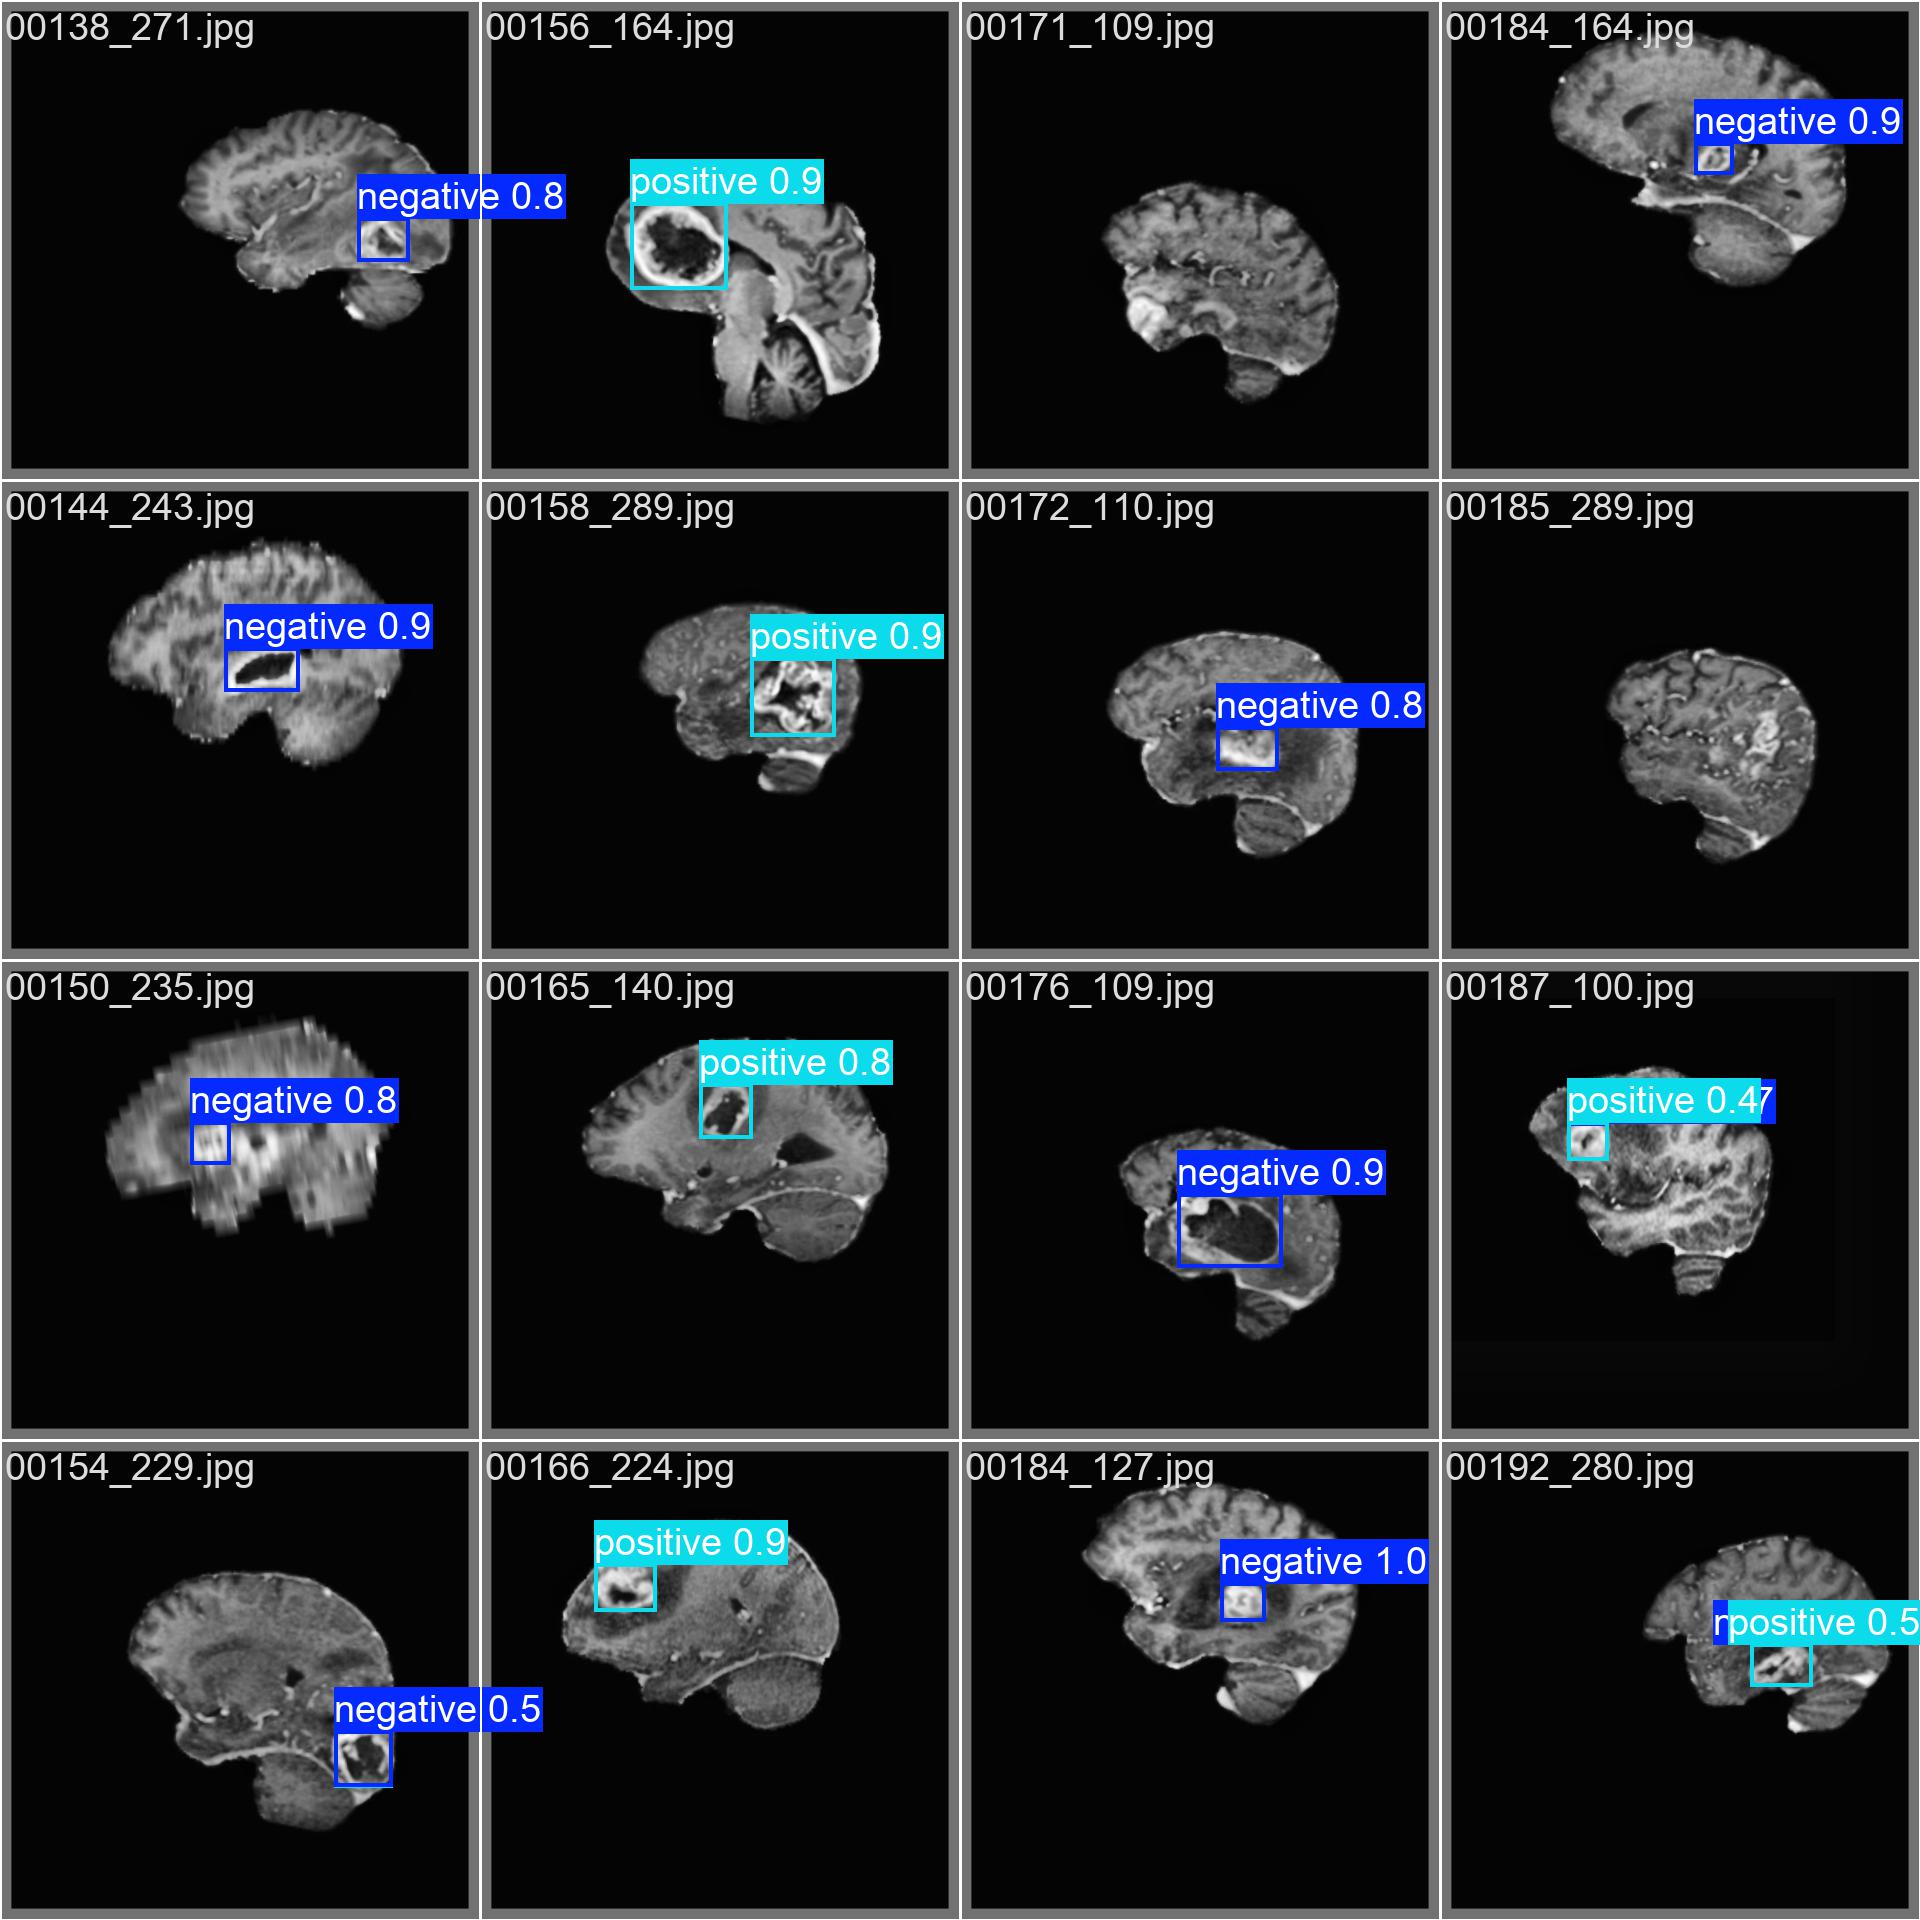 00138_271.jpg
00156_164.jpg
00171_109.jpg
00184_164.jpg
negative 0.8
positive 0.9
negative 0.9
00144_243.jpg
00158_289.jpg
00172_110.jpg
00185_289.jpg
negative 0.9
positive 0.9
negative 0.8
00150_235.jpg
00165_140.jpg
00176_109.jpg
00187_100.jpg
negative 0.8
positive 0.8
negative 0.9
positive 0.47
00154_229.jpg
00166_224.jpg
00184_127.jpg
00192_280.jpg
negative 0.5
positive 0.9
negative 1.0
positive 0.5